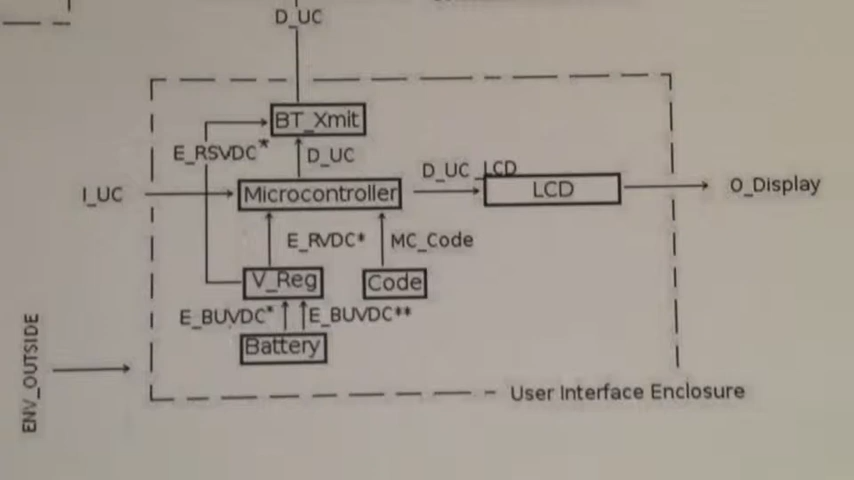 D_UC
BT_Xmit
E_RSVDC*
D_UC
I_UC
Microcontroller
D_UC_LCD
LCD
O_Display
E_RVDC*
MC_Code
V_Reg
Code
E_BUVDC*
E_BUVDC**
Battery
ENV_OUTSIDE
User Interface Enclosure